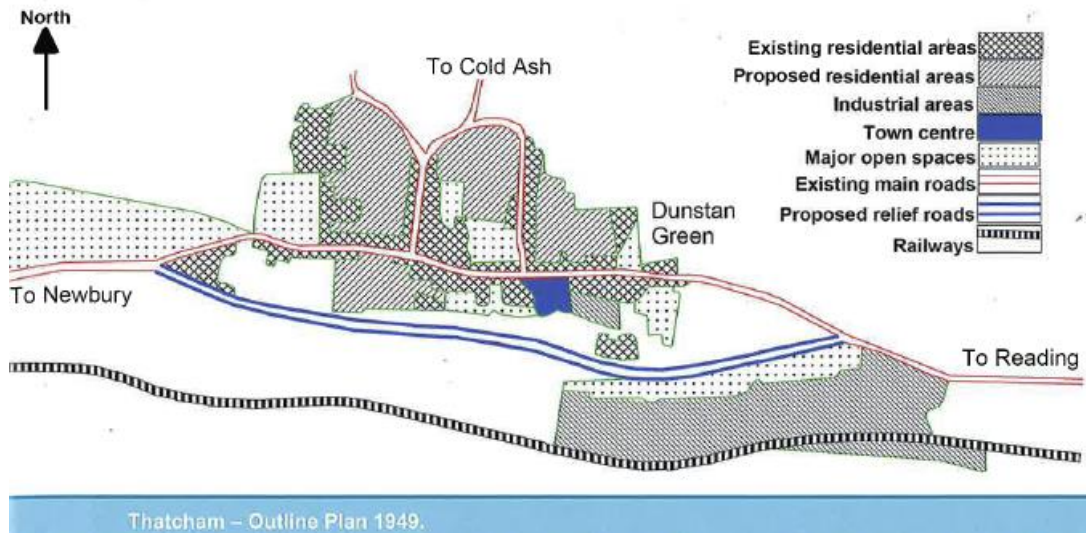 North
To Cold Ash
Existing residential areas
Proposed residential areas
Industrial areas
Town centre
Major open spaces
Existing main roads
Proposed relief roads
Railways
Dunstan
Green
To Newbury
To Reading
Thatcham – Outline Plan 1949.